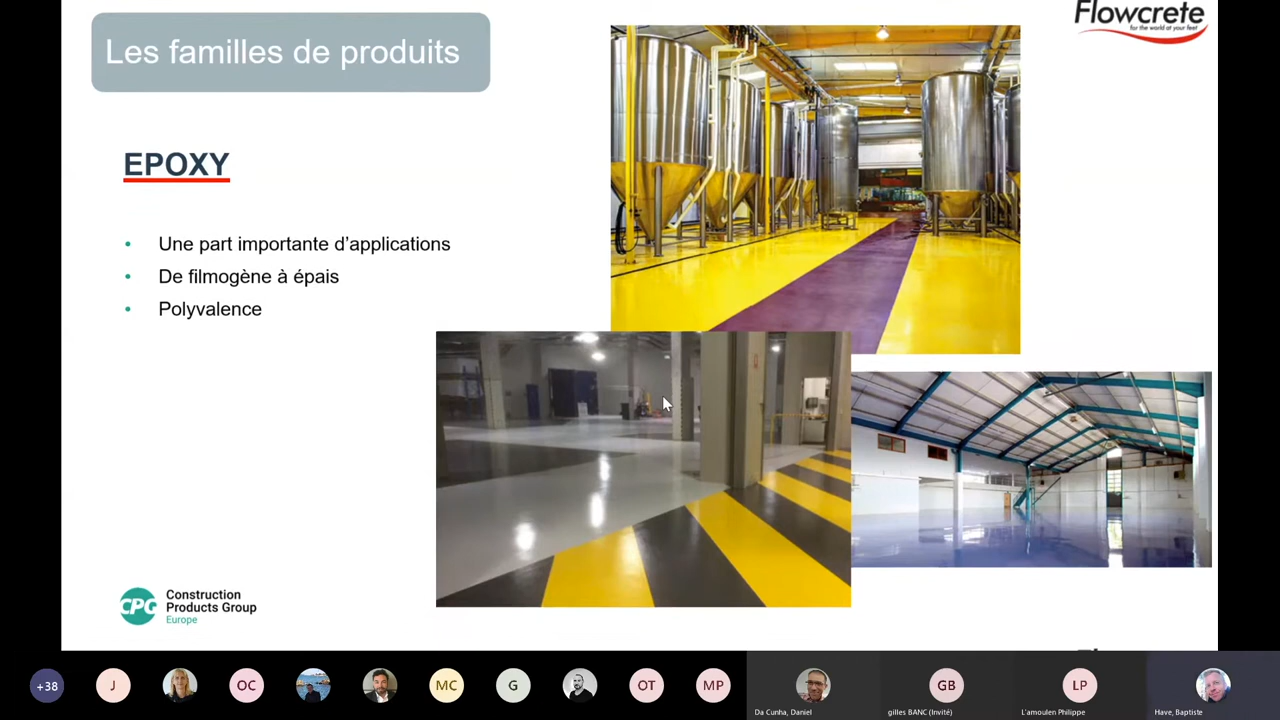 Les familles de produits
Flowcrete
for the world at your feet
EPOXY
• Une part importante d'applications
• De filmogène à épais
• Polyvalence
CPG
Construction
Products Group
Europe
+38
J
OC
MC
G
OT
MP
GB
LP
Da Cunha, Daniel
gilles BANC (Invité)
L'amoulen Philippe
Have, Baptiste